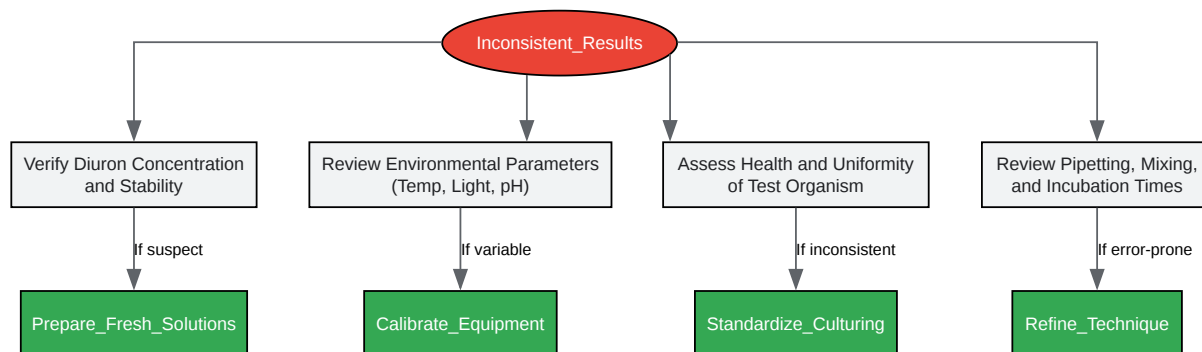 Inconsistent_Results
Verify Diuron Concentration
and Stability
Review Environmental Parameters
(Temp, Light, pH)
Assess Health and Uniformity
of Test Organism
Review Pipetting, Mixing,
and Incubation Times
If suspect
If variable
If inconsistent
If error-prone
Prepare_Fresh_Solutions
Calibrate_Equipment
Standardize_Culturing
Refine_Technique